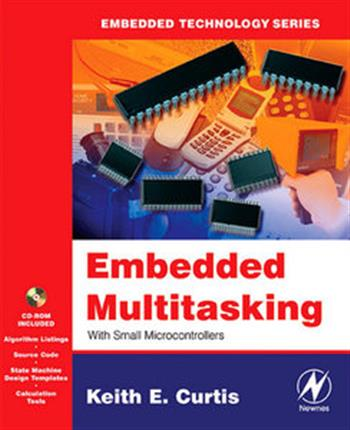 EMBEDDED TECHNOLOGY SERIES
Embedded
Multitasking
With Small Microcontrollers
CD-ROM
INCLUDED
Algorithm Listings
Source Code
State Machine
Design Templates
Calculation
Tools
Keith E. Curtis
Newnes